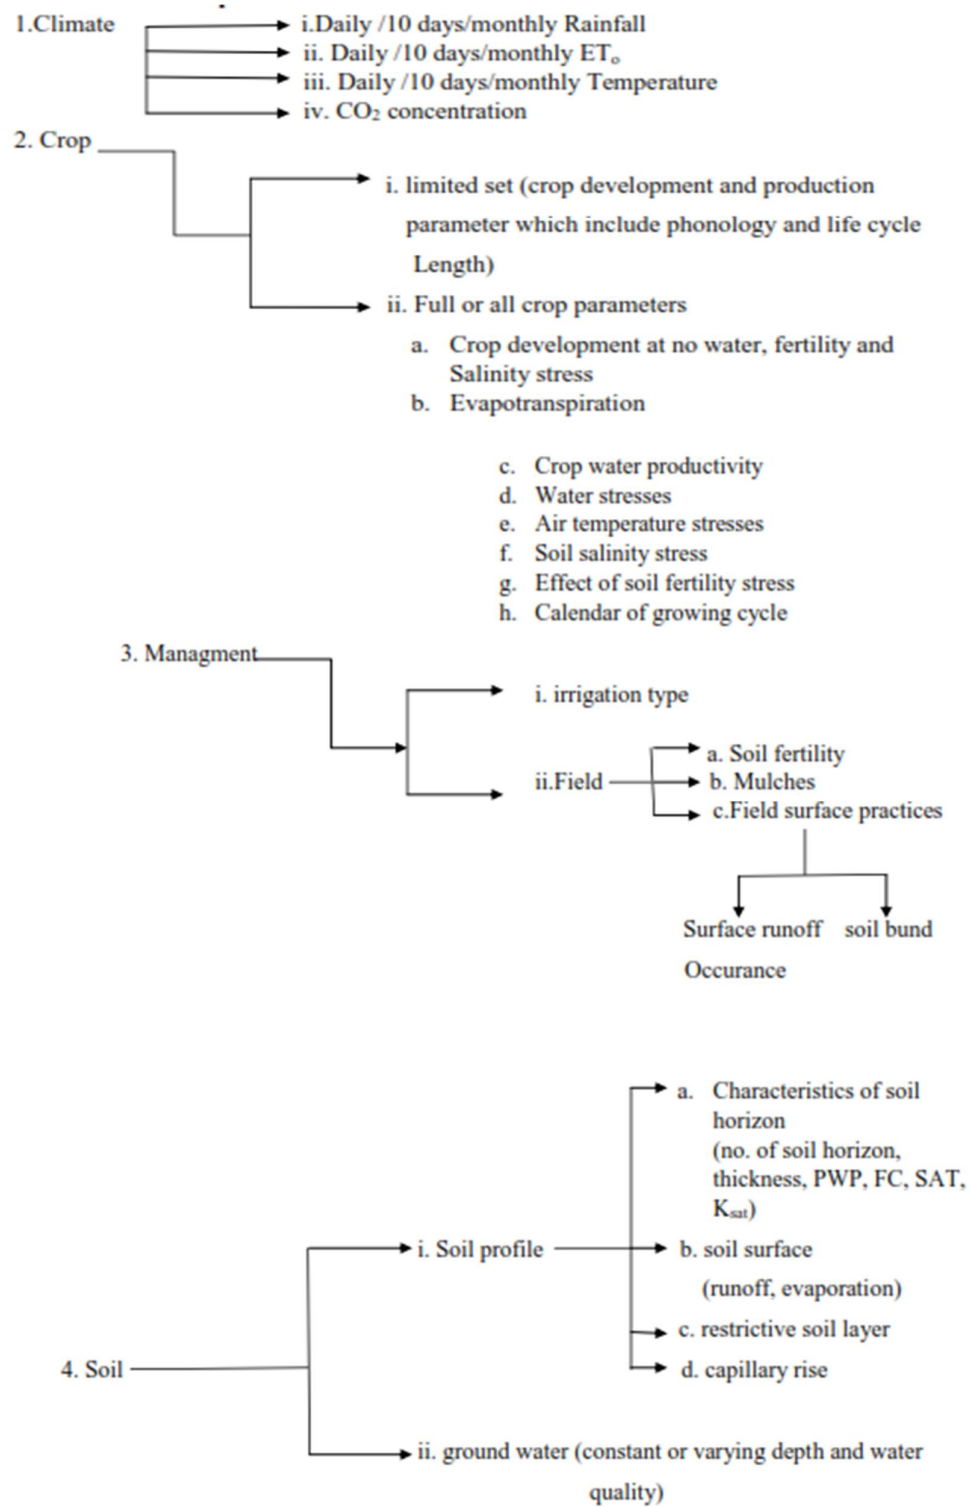 1.Climate
i.Daily /10 days/monthly Rainfall
ii. Daily /10 days/monthly ETo
iii. Daily /10 days/monthly Temperature
iv. CO2 concentration
2. Crop
i. limited set (crop development and production
parameter which include phonology and life cycle
Length)
ii. Full or all crop parameters
a. Crop development at no water, fertility and
Salinity stress
b. Evapotranspiration
c. Crop water productivity
d. Water stresses
e. Air temperature stresses
f. Soil salinity stress
g. Effect of soil fertility stress
h. Calendar of growing cycle
3. Managment
i. irrigation type
ii.Field
a. Soil fertility
b. Mulches
c.Field surface practices
Surface runoff soil bund
Occurance
4. Soil
i. Soil profile
a. Characteristics of soil
horizon
(no. of soil horizon,
thickness, PWP, FC, SAT,
Ksat)
b. soil surface
(runoff, evaporation)
c. restrictive soil layer
d. capillary rise
ii. ground water (constant or varying depth and water
quality)